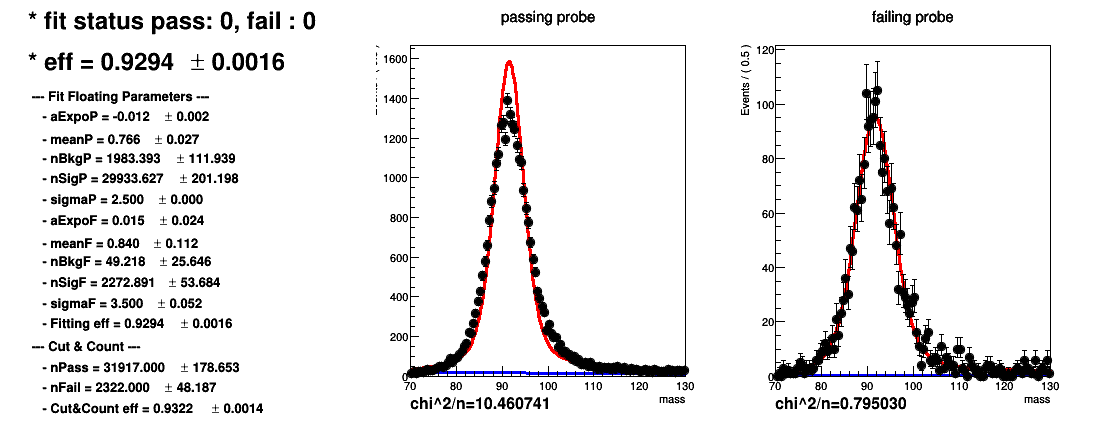 * fit status pass: 0, fail : 0
* eff = 0.9294 ± 0.0016
--- Fit Floating Parameters ---
- aExpoP = -0.012 ± 0.002
- meanP = 0.766 ± 0.027
- nBkgP = 1983.393 ± 111.939
- nSigP = 29933.627 ± 201.198
- sigmaP = 2.500 ± 0.000
- aExpoF = 0.015 ± 0.024
- meanF = 0.840 ± 0.112
- nBkgF = 49.218 ± 25.646
- nSigF = 2272.891 ± 53.684
- sigmaF = 3.500 ± 0.052
- Fitting eff = 0.9294 ± 0.0016
--- Cut & Count ---
- nPass = 31917.000 ± 178.653
- nFail = 2322.000 ± 48.187
- Cut&Count eff = 0.9322 ± 0.0014
passing probe
1600
1400
1200
1000
800
600
400
200
0
70 80 90 100 110 120 130
mass
chi^2/n=10.460741
failing probe
Events / ( 0.5 )
120
100
80
60
40
20
0
70 80 90 100 110 120 130
mass
chi^2/n=0.795030